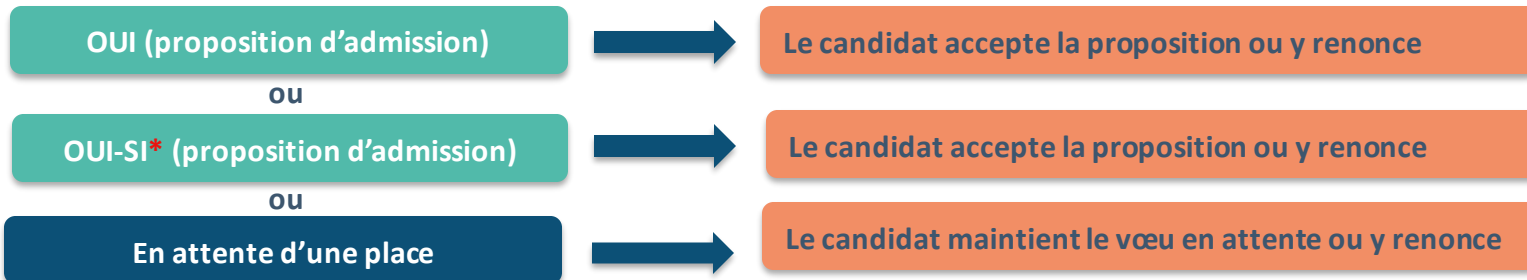 OUI (proposition d’admission)
Le candidat accepte la proposition ou y renonce
ou
OUI-SI* (proposition d’admission)
Le candidat accepte la proposition ou y renonce
ou
En attente d’une place
Le candidat maintient le vœu en attente ou y renonce